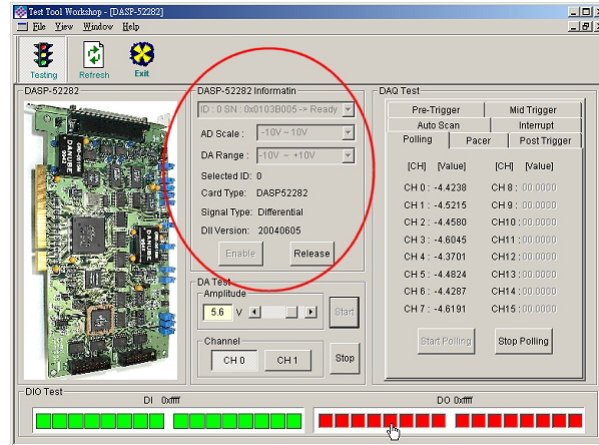 Test Tool Workshop - [DASP-52282]
File View Window Help
Testing Refresh Exit
DASP-52282
DANUBE
DANUBE
DASP-52282 Informatin
ID : 0 SN : 0x0103B005 -> Ready
AD Scale : -10V ~ 10V
DA Range : -10V ~ +10V
Selected ID: 0
Card Type: DASP52282
Signal Type: Differential
Dll Version: 20040605
Enable Release
DA Test
Amplitude
5.6 V Start
Channel
CH 0 CH 1 Stop
DAQ Test
Pre-Trigger Mid Trigger
Auto Scan Interrupt
Polling Pacer Post Trigger
[CH] [Value] [CH] [Value]
CH 0 : -4.4238 CH 8 : 00.0000
CH 1 : -4.5215 CH 9 : 00.0000
CH 2 : -4.4580 CH10 : 00.0000
CH 3 : -4.6045 CH11 : 00.0000
CH 4 : -4.3701 CH12 : 00.0000
CH 5 : -4.4824 CH13 : 00.0000
CH 6 : -4.4287 CH14 : 00.0000
CH 7 : -4.6191 CH15 : 00.0000
Start Polling Stop Polling
DIO Test
DI 0xffff DO 0xffff